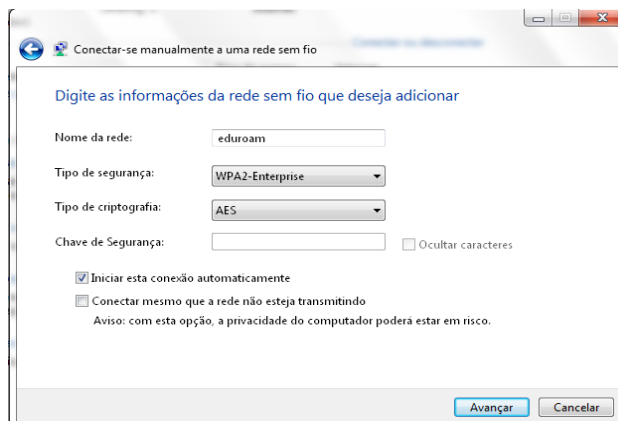 Conectar ou desconectar
Conectar-se manualmente a uma rede sem fio
Digite as informações da rede sem fio que deseja adicionar
Nome da rede: eduroam
Tipo de segurança: WPA2-Enterprise
Tipo de criptografia: AES
Chave de Segurança: Ocultar caracteres
Iniciar esta conexão automaticamente
Conectar mesmo que a rede não esteja transmitindo
Aviso: com esta opção, a privacidade do computador poderá estar em risco.
Avançar Cancelar